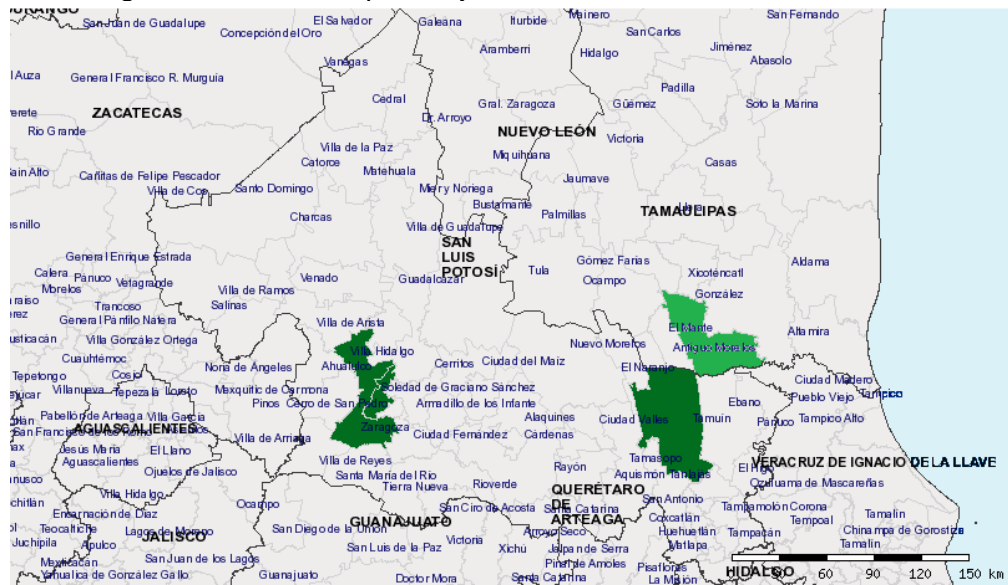 DURANGO
San Juan de Guadalupe
El Salvador
Galeana
Iturbide
Mainero
San Fernando
Concepción del Oro
San Carlos
Aramberri
Hidalgo
Jiménez
Abasolo
Vanegas
General Francisco R. Murguía
Padilla
Cedral
Gral. Zaragoza
Güémez
Soto la Marina
ZACATECAS
Dr. Arroyo
Rio Grande
NUEVO LEÓN
Victoria
Villa de la Paz
Miquihuana
Catorce
Matehuala
Casas
Cañitas de Felipe Pescador
Jaumave
Villa de Cos
Santo Domingo
Mier y Noriega
Bustamante
Palmillas
TAMAULIPAS
Llera
Charcas
Villa de Guadalupe
SAN
LUIS
POTOSÍ
General Enrique Estrada
Gómez Farías
Aldama
Calera
Pánuco
Vetagrande
Morelos
Venado
Guadalcázar
Tula
Ocampo
Xicoténcatl
González
Villa de Ramos
Salinas
Trancoso
General Pánfilo Natera
Villa de Arista
El Mante
Altamira
Villa González Ortega
Nuevo Morelos
Antiguo Morelos
Cuauhtémoc
Villa Hidalgo
Ahualulco
Cerritos
Ciudad del Maíz
El Naranjo
Tepetongo
Cosío
Nona de Ángeles
Ciudad Madero
Villanueva
Tepezala
Loreto
Mexquitic de Carmona
Soledad de Graciano Sánchez
Pueblo Viejo
Tampico
Pinos
Cerro de San Pedro
Armadillo de los Infante
Ebano
Pabellón de Arteaga
Villa García
Alaquines
Ciudad Valles
Tamuín
Pánuco
Tampico Alto
San Francisco de los Romo
AGUASCALIENTES
Zaragoza
Ciudad Fernández
Cárdenas
Jesús María
El Llano
Villa de Arriaga
Aguascalientes
Villa de Reyes
Rayón
Tamasopo
Aquismón
Tanlajas
VERACRUZ DE IGNACIO DE LA LLAVE
Ojuelos de Jalisco
Santa María del Río
Tierra Nueva
Rioverde
Ozuluama de Mascareñas
Villa Hidalgo
QUERÉTARO
DE
ARTEAGA
San Antonio
Ocampo
San Ciro de Acosta
Santa Catarina
Tampamolón Corona
Encarnación de Díaz
Coxcatlán
Tempoal
Tamalín
Teocaltiche
Lagos de Moreno
San Diego de la Unión
GUANAJUATO
Victoria
Arroyo Seco
Huehuetlán
Tampacán
Chinampa de Gorostiza
JALISCO
Juchipila
Apulco
San Luis de la Paz
Xichú
Jalpan de Serra
Matlapa
Tamalín
Mexticacán
San Juan de los Lagos
Pinal de Amoles
Pisaflores
Yahualica de González Gallo
Guanajuato
Doctor Mora
Santa Catarina
La Misión
HIDALGO
30 60 90 120 150 km